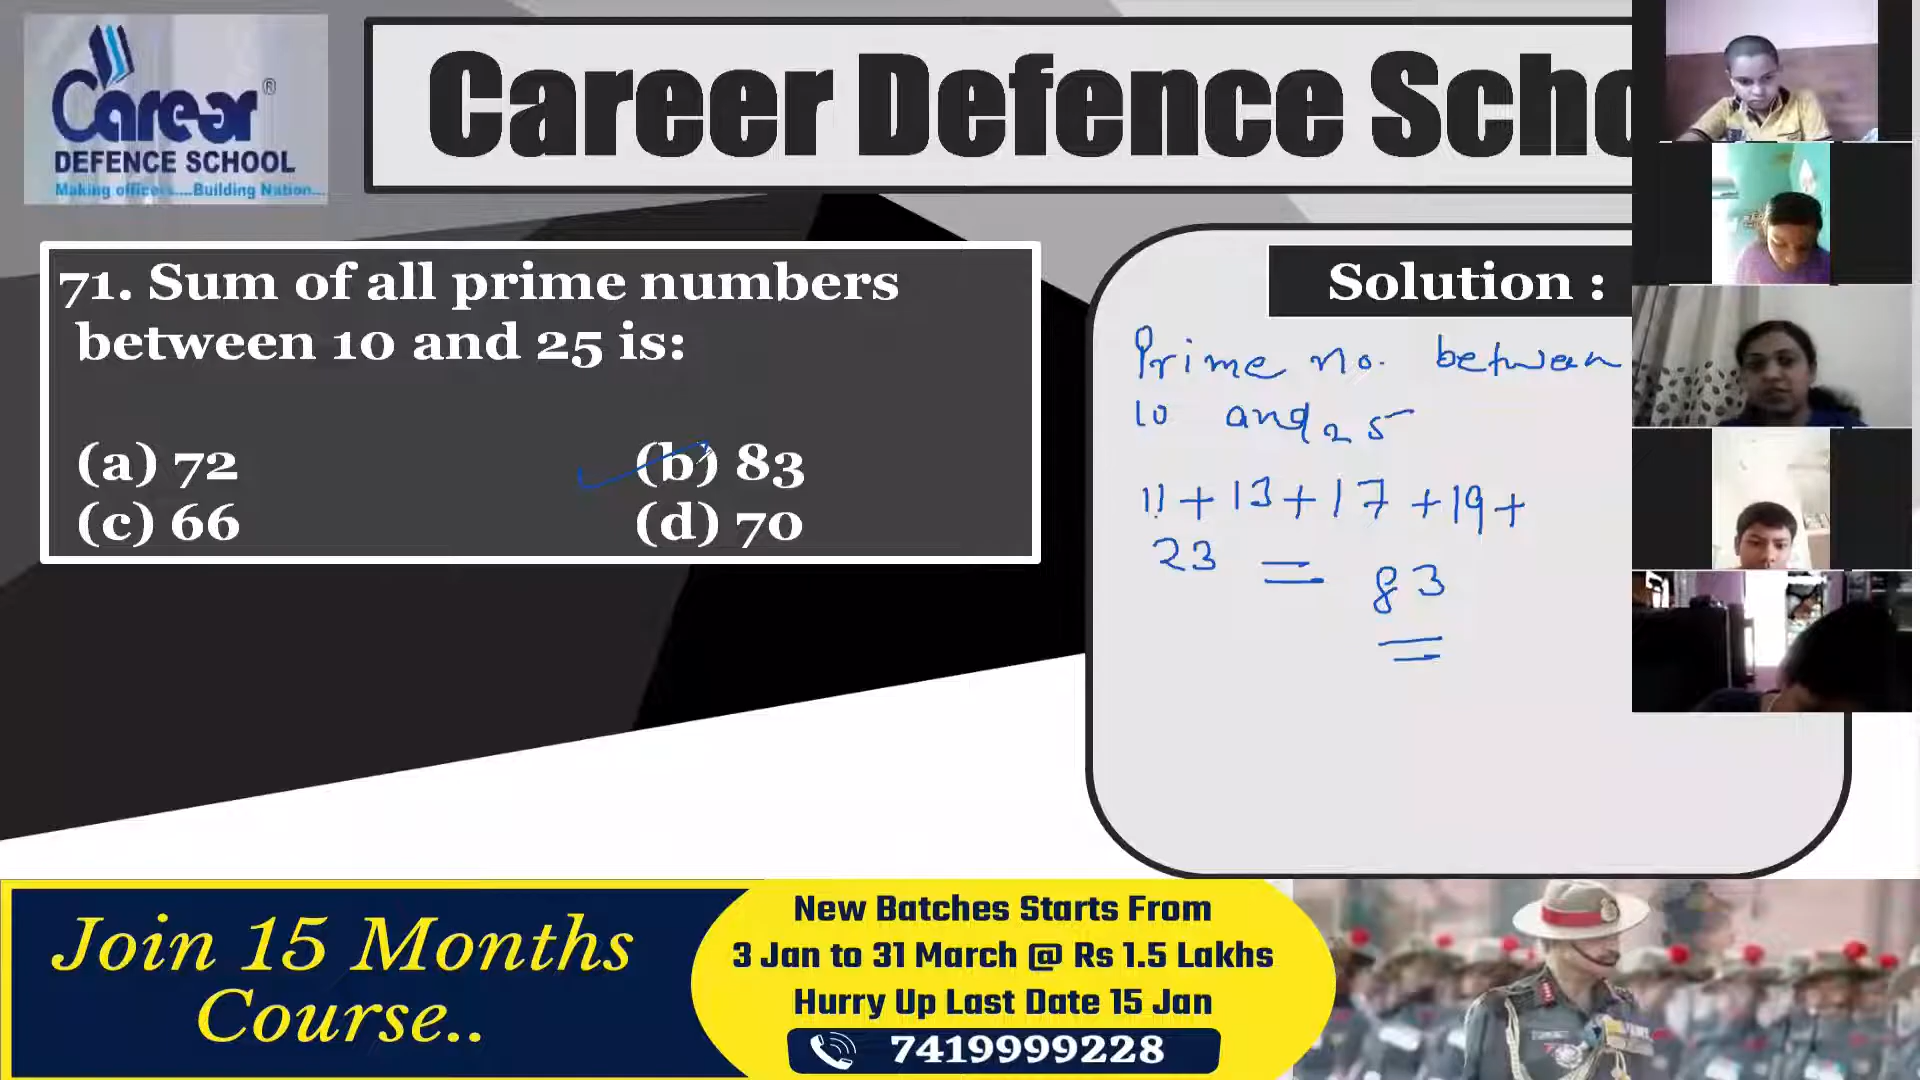 Career
®
DEFENCE SCHOOL
Making officers....Building Nation....
Career Defence Scho
71. Sum of all prime numbers
between 10 and 25 is:
(a) 72 (b) 83
(c) 66 (d) 70
Solution :
Prime no. between
10 and 25
11 + 13 + 17 + 19 +
23 = 83
Join 15 Months
Course..
New Batches Starts From
3 Jan to 31 March @ Rs 1.5 Lakhs
Hurry Up Last Date 15 Jan
7419999228